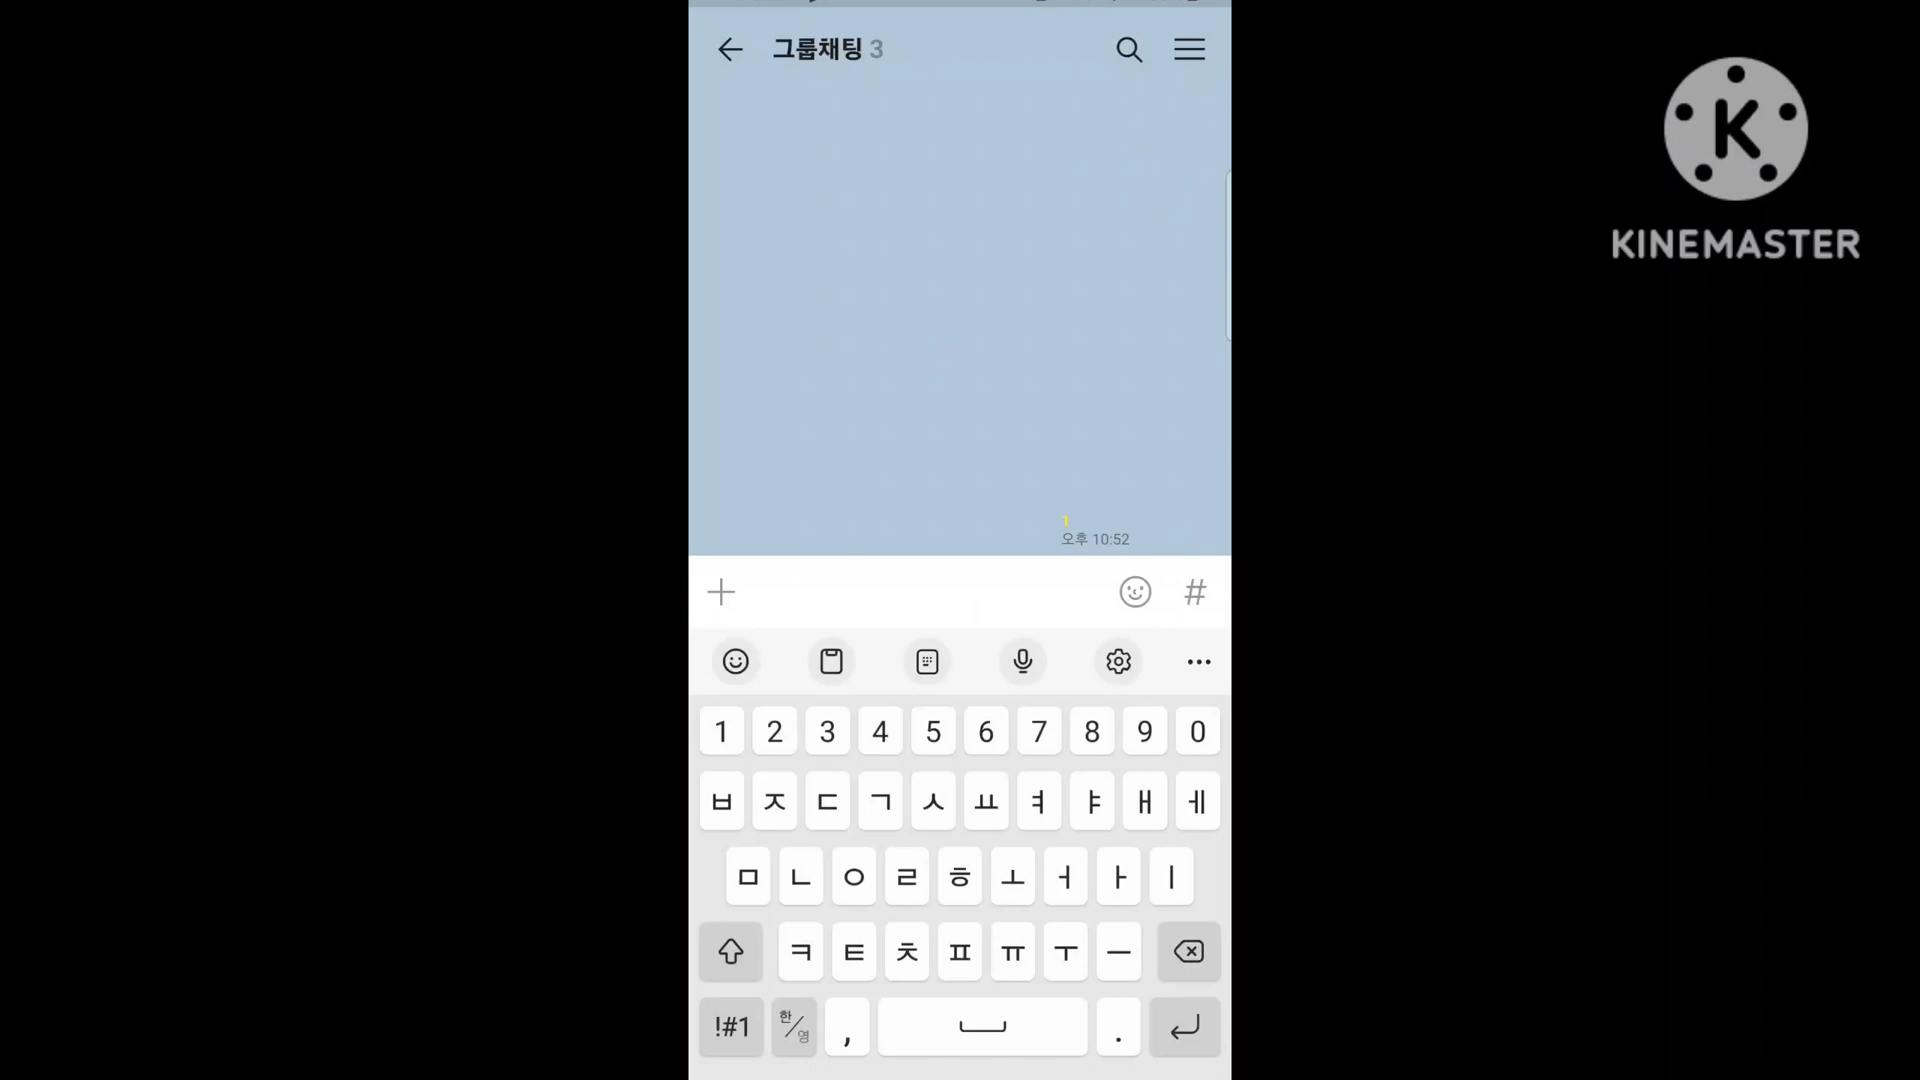 그룹채팅 3
K
KINEMASTER
1
오후 10:52
#
1 2 3 4 5 6 7 8 9 0
ㅂ ㅈ ㄷ ㄱ ㅅ ㅛ ㅕ ㅑ ㅐ ㅔ
ㅁ ㄴ ㅇ ㄹ ㅎ ㅗ ㅓ ㅏ ㅣ
ㅋ ㅌ ㅊ ㅍ ㅠ ㅜ ㅡ
!#1 한/영 , .